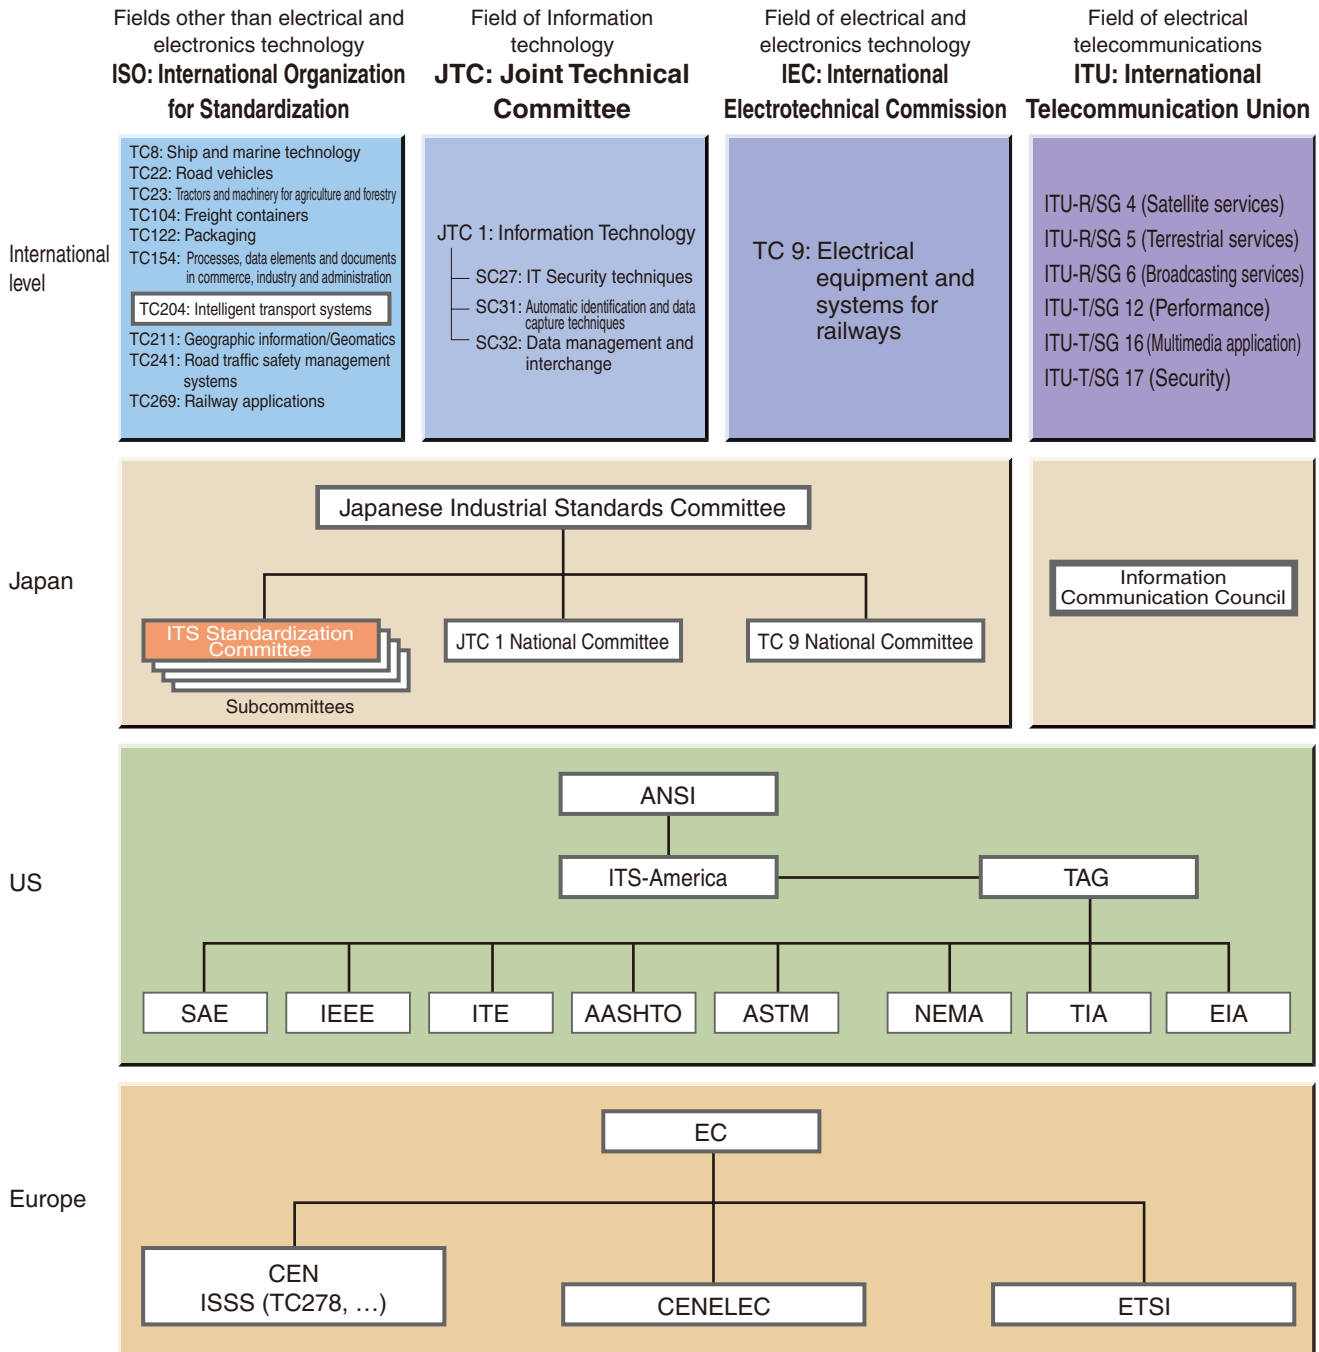 Fields other than electrical and
electronics technology
ISO: International Organization
for Standardization
Field of Information
technology
JTC: Joint Technical
Committee
Field of electrical and
electronics technology
IEC: International
Electrotechnical Commission
Field of electrical
telecommunications
ITU: International
Telecommunication Union
International
level
TC8: Ship and marine technology
TC22: Road vehicles
TC23: Tractors and machinery for agriculture and forestry
TC104: Freight containers
TC122: Packaging
TC154: Processes, data elements and documents
in commerce, industry and administration
TC204: Intelligent transport systems
TC211: Geographic information/Geomatics
TC241: Road traffic safety management
systems
TC269: Railway applications
JTC 1: Information Technology
SC27: IT Security techniques
SC31: Automatic identification and data
capture techniques
SC32: Data management and
interchange
TC 9: Electrical
equipment and
systems for
railways
ITU-R/SG 4 (Satellite services)
ITU-R/SG 5 (Terrestrial services)
ITU-R/SG 6 (Broadcasting services)
ITU-T/SG 12 (Performance)
ITU-T/SG 16 (Multimedia application)
ITU-T/SG 17 (Security)
Japan
Japanese Industrial Standards Committee
ITS Standardization
Committee
Subcommittees
JTC 1 National Committee
TC 9 National Committee
Information
Communication Council
US
ANSI
ITS-America
TAG
SAE
IEEE
ITE
AASHTO
ASTM
NEMA
TIA
EIA
Europe
EC
CEN
ISSS (TC278, …)
CENELEC
ETSI